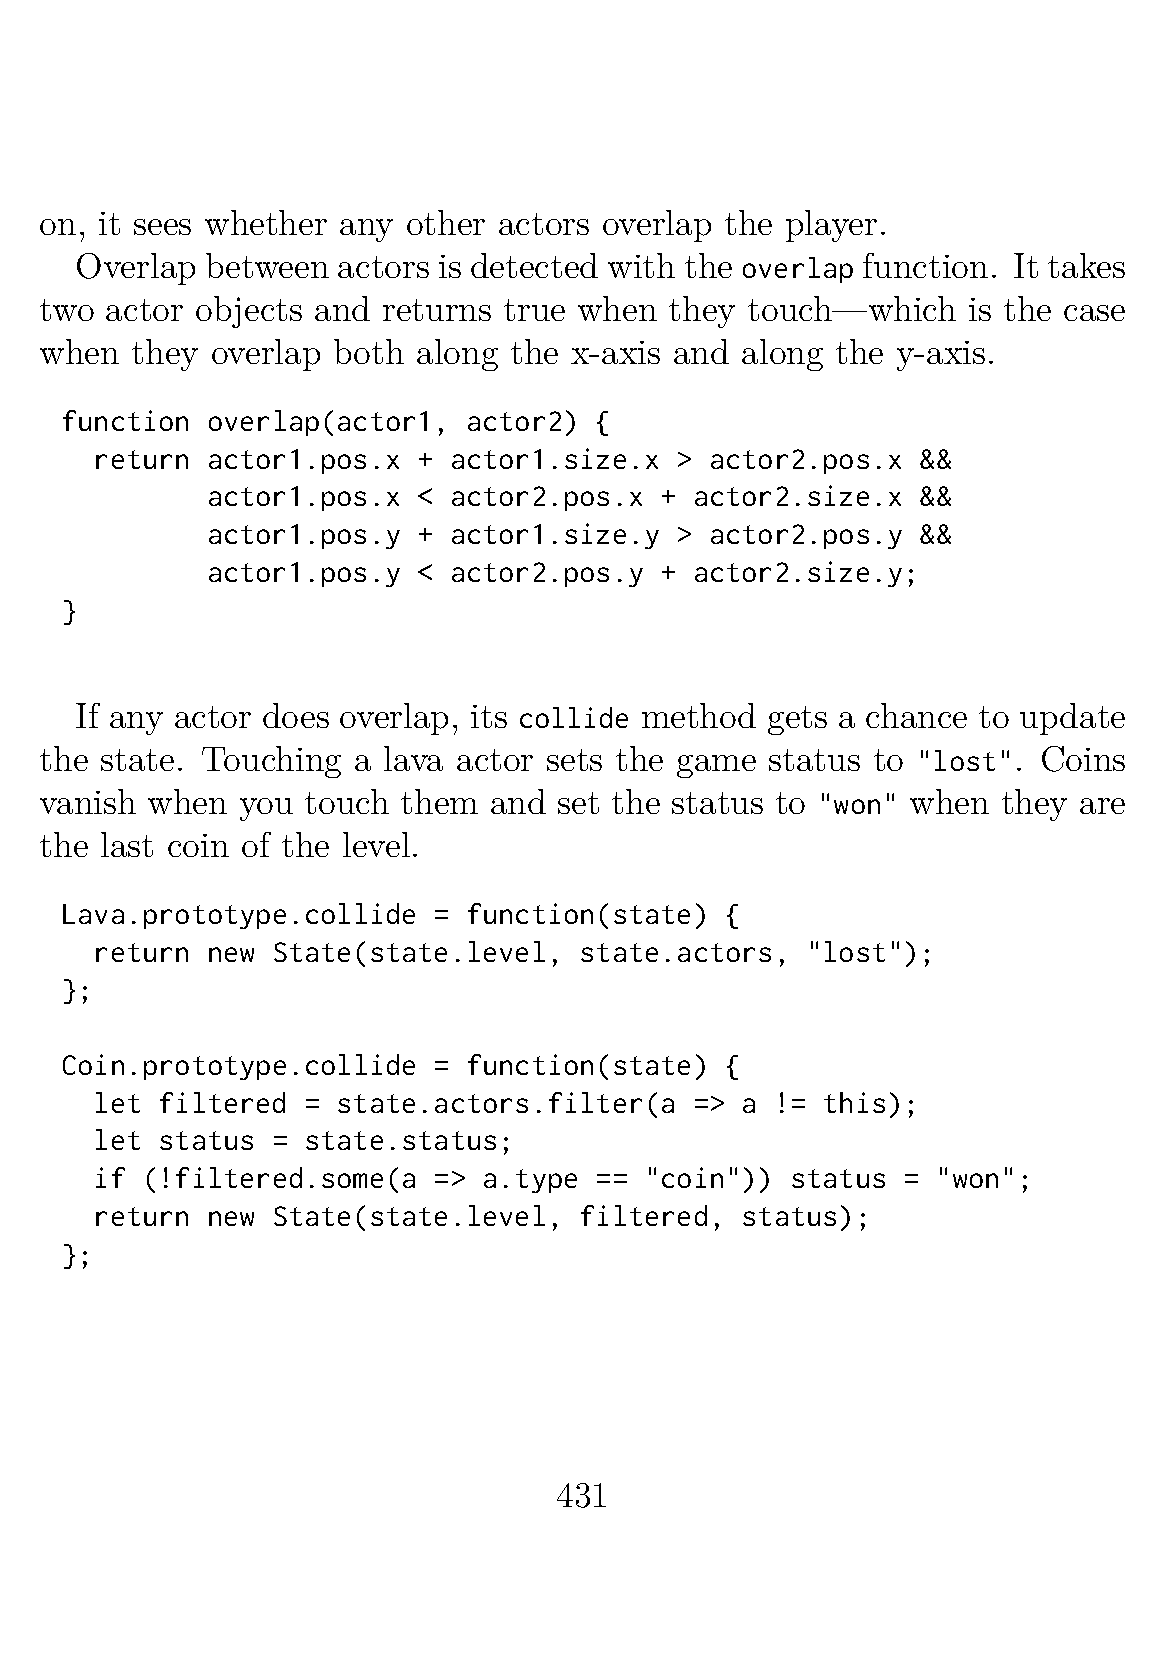 on, it sees whether any other actors overlap the player.
Overlap between actors is detected with the overlap function. It takes
two actor objects and returns true when they touch—which is the case
when they overlap both along the x-axis and along the y-axis.
function overlap(actor1, actor2) {
  return actor1.pos.x + actor1.size.x > actor2.pos.x &&
         actor1.pos.x < actor2.pos.x + actor2.size.x &&
         actor1.pos.y + actor1.size.y > actor2.pos.y &&
         actor1.pos.y < actor2.pos.y + actor2.size.y;
}
If any actor does overlap, its collide method gets a chance to update
the state. Touching a lava actor sets the game status to "lost". Coins
vanish when you touch them and set the status to "won" when they are
the last coin of the level.
Lava.prototype.collide = function(state) {
  return new State(state.level, state.actors, "lost");
};
Coin.prototype.collide = function(state) {
  let filtered = state.actors.filter(a => a != this);
  let status = state.status;
  if (!filtered.some(a => a.type == "coin")) status = "won";
  return new State(state.level, filtered, status);
};
431